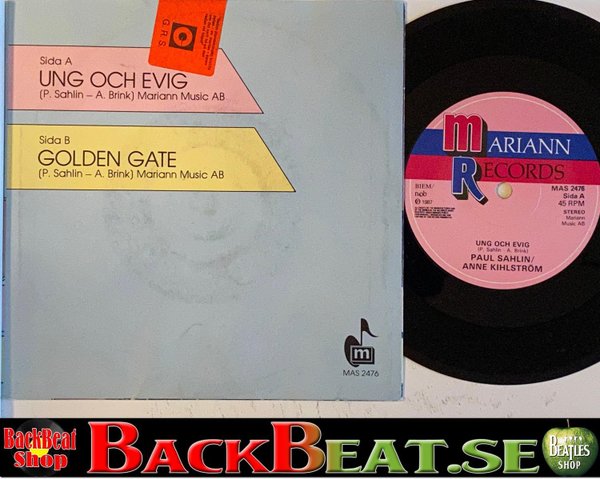 GRS
Sida A
UNG OCH EVIG
(P. Sahlin – A. Brink) Mariann Music AB
Sida B
GOLDEN GATE
(P. Sahlin – A. Brink) Mariann Music AB
m
MAS 2476
MARIANN
RECORDS
BIEM/
ncb
Ⓟ 1987
MAS 2476
Sida A
45 RPM
STEREO
Mariann
Music AB
UNG OCH EVIG
(P. Sahlin – A. Brink)
PAUL SAHLIN/
ANNE KIHLSTRÖM
BackBeat
Shop
BACKBEAT.SE
BEATLES
SHOP